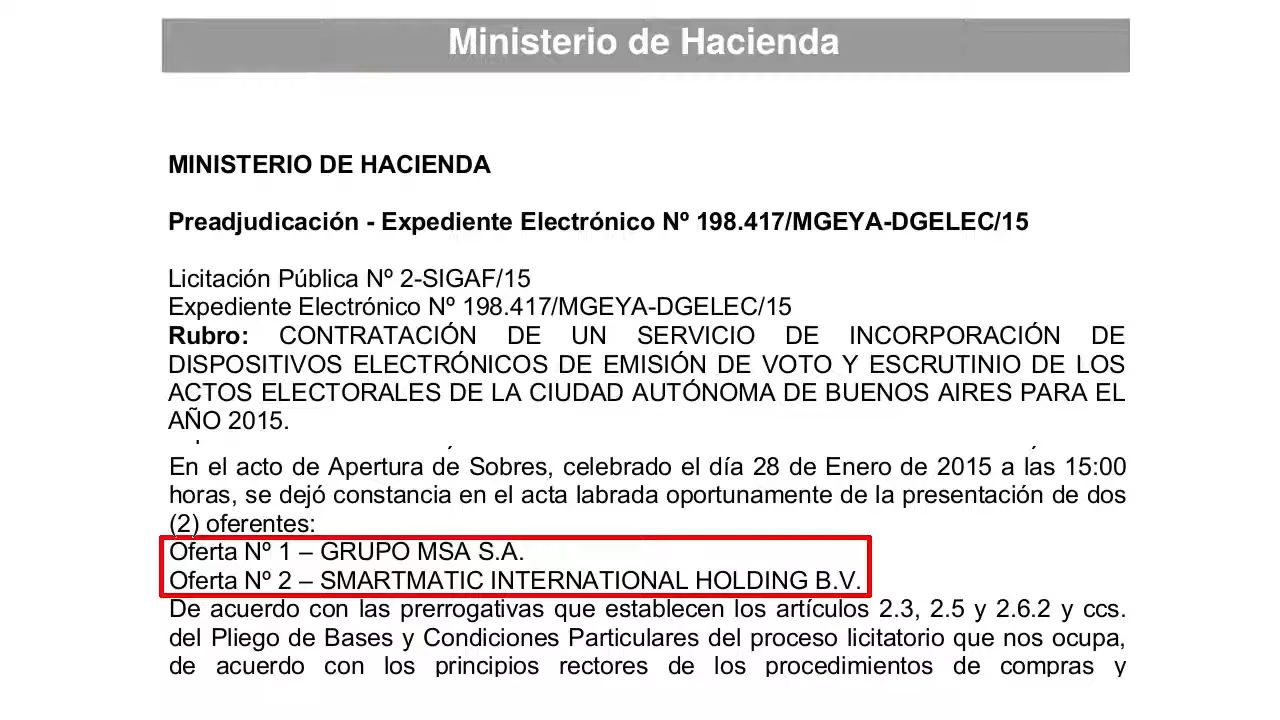 Ministerio de Hacienda
MINISTERIO DE HACIENDA
Preadjudicación - Expediente Electrónico Nº 198.417/MGEYA-DGELEC/15
Licitación Pública Nº 2-SIGAF/15
Expediente Electrónico Nº 198.417/MGEYA-DGELEC/15
Rubro: CONTRATACIÓN DE UN SERVICIO DE INCORPORACIÓN DE
DISPOSITIVOS ELECTRÓNICOS DE EMISIÓN DE VOTO Y ESCRUTINIO DE LOS
ACTOS ELECTORALES DE LA CIUDAD AUTÓNOMA DE BUENOS AIRES PARA EL
AÑO 2015.
En el acto de Apertura de Sobres, celebrado el día 28 de Enero de 2015 a las 15:00
horas, se dejó constancia en el acta labrada oportunamente de la presentación de dos
(2) oferentes:
Oferta Nº 1 – GRUPO MSA S.A.
Oferta Nº 2 – SMARTMATIC INTERNATIONAL HOLDING B.V.
De acuerdo con las prerrogativas que establecen los artículos 2.3, 2.5 y 2.6.2 y ccs.
del Pliego de Bases y Condiciones Particulares del proceso licitatorio que nos ocupa,
de acuerdo con los principios rectores de los procedimientos de compras y